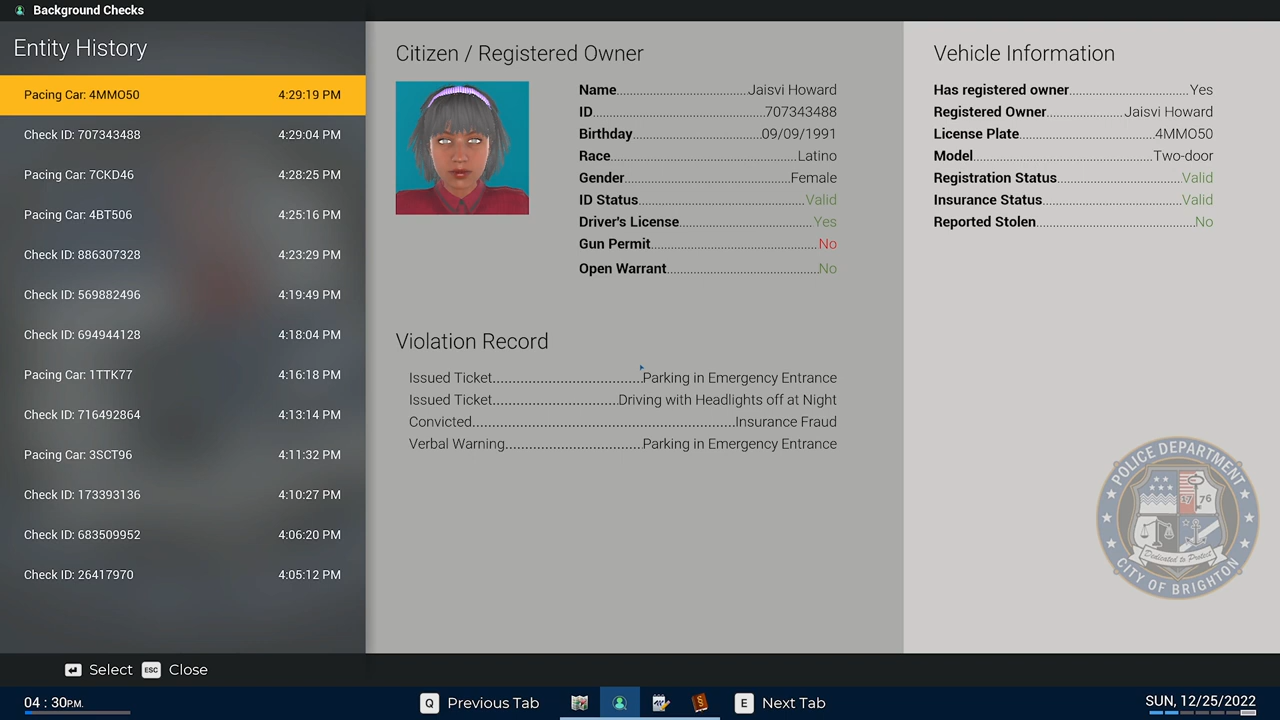 Background Checks
Entity History
Pacing Car: 4MMO50 4:29:19 PM
Check ID: 707343488 4:29:04 PM
Pacing Car: 7CKD46 4:28:25 PM
Pacing Car: 4BT506 4:25:16 PM
Check ID: 886307328 4:23:29 PM
Check ID: 569882496 4:19:49 PM
Check ID: 694944128 4:18:04 PM
Pacing Car: 1TTK77 4:16:18 PM
Check ID: 716492864 4:13:14 PM
Pacing Car: 3SCT96 4:11:32 PM
Check ID: 173393136 4:10:27 PM
Check ID: 683509952 4:06:20 PM
Check ID: 26417970 4:05:12 PM
Citizen / Registered Owner
Name Jaisvi Howard
ID 707343488
Birthday 09/09/1991
Race Latino
Gender Female
ID Status Valid
Driver's License Yes
Gun Permit No
Open Warrant No
Violation Record
Issued Ticket Parking in Emergency Entrance
Issued Ticket Driving with Headlights off at Night
Convicted Insurance Fraud
Verbal Warning Parking in Emergency Entrance
Vehicle Information
Has registered owner Yes
Registered Owner Jaisvi Howard
License Plate 4MMO50
Model Two-door
Registration Status Valid
Insurance Status Valid
Reported Stolen No
POLICE DEPARTMENT
17 76
Dedicated to Protect
CITY OF BRIGHTON
Select ESC Close
04 : 30P.M.
Q Previous Tab E Next Tab
SUN, 12/25/2022